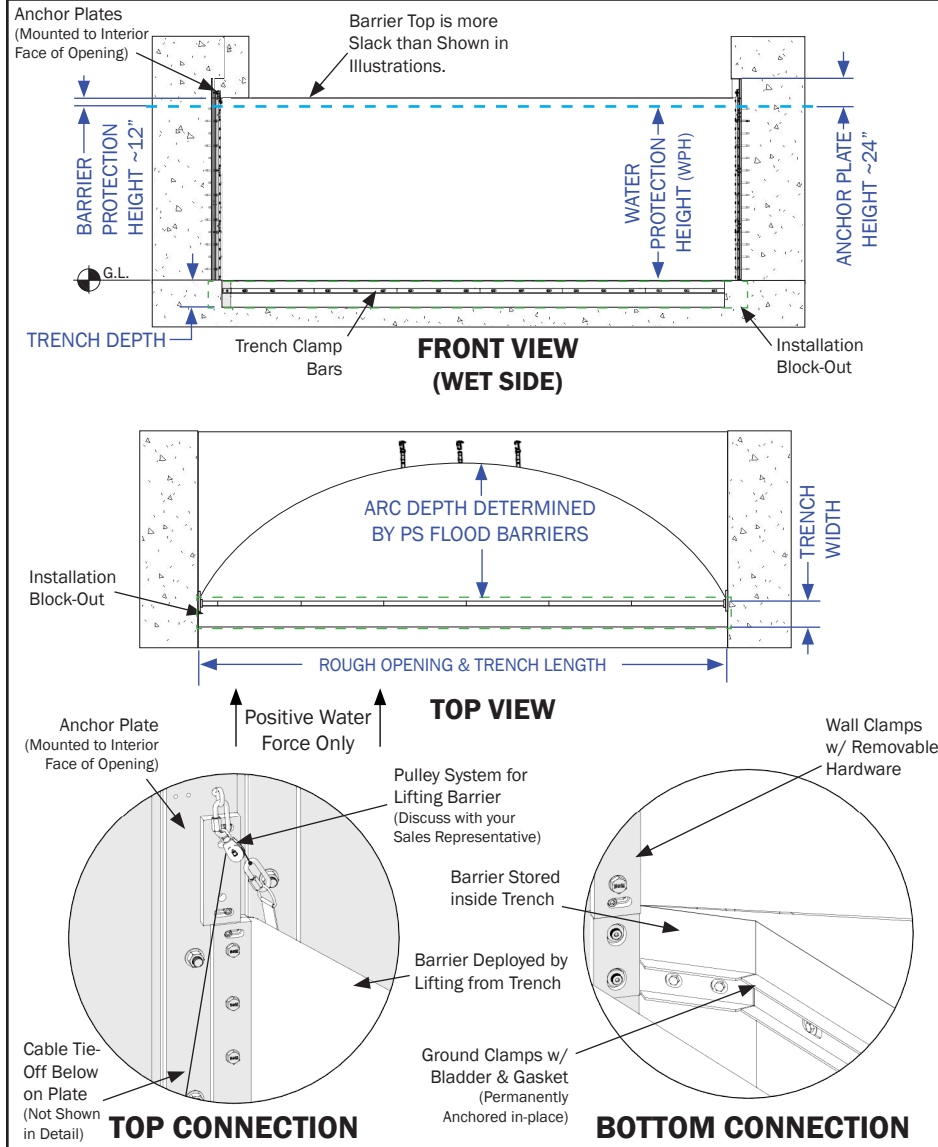 Anchor Plates
(Mounted to Interior
Face of Opening)
Barrier Top is more
Slack than Shown in
Illustrations.
BARRIER
PROTECTION
HEIGHT ~12”
WATER
PROTECTION
HEIGHT (WPH)
ANCHOR PLATE
HEIGHT ~24”
G.L.
TRENCH DEPTH
Trench Clamp
Bars
FRONT VIEW
(WET SIDE)
Installation
Block-Out
ARC DEPTH DETERMINED
BY PS FLOOD BARRIERS
TRENCH
WIDTH
Installation
Block-Out
ROUGH OPENING & TRENCH LENGTH
TOP VIEW
Positive Water
Force Only
Anchor Plate
(Mounted to Interior
Face of Opening)
Pulley System for
Lifting Barrier
(Discuss with your
Sales Representative)
Barrier Deployed by
Lifting from Trench
Cable Tie-
Off Below
on Plate
(Not Shown
in Detail)
TOP CONNECTION
Wall Clamps
w/ Removable
Hardware
Barrier Stored
inside Trench
Ground Clamps w/
Bladder & Gasket
(Permanently
Anchored in-place)
BOTTOM CONNECTION